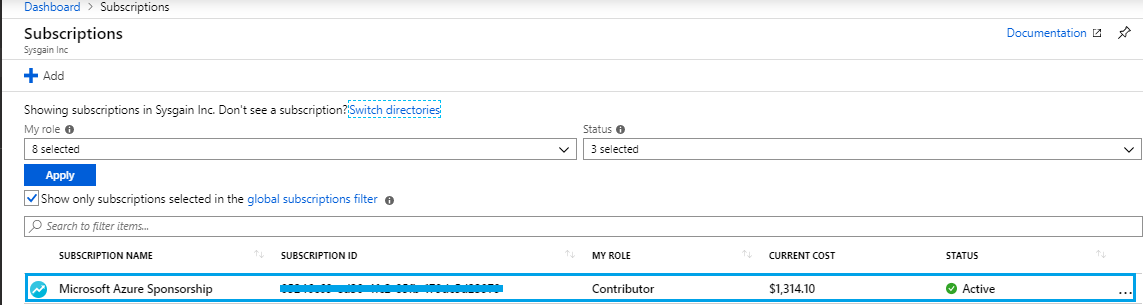 Dashboard > Subscriptions
Subscriptions
Sysgain Inc
Documentation
Add
Showing subscriptions in Sysgain Inc. Don't see a subscription? Switch directories
My role Status
8 selected 3 selected
Apply
Show only subscriptions selected in the global subscriptions filter
Search to filter items...
SUBSCRIPTION NAME SUBSCRIPTION ID MY ROLE CURRENT COST STATUS
Microsoft Azure Sponsorship Contributor $1,314.10 Active ...